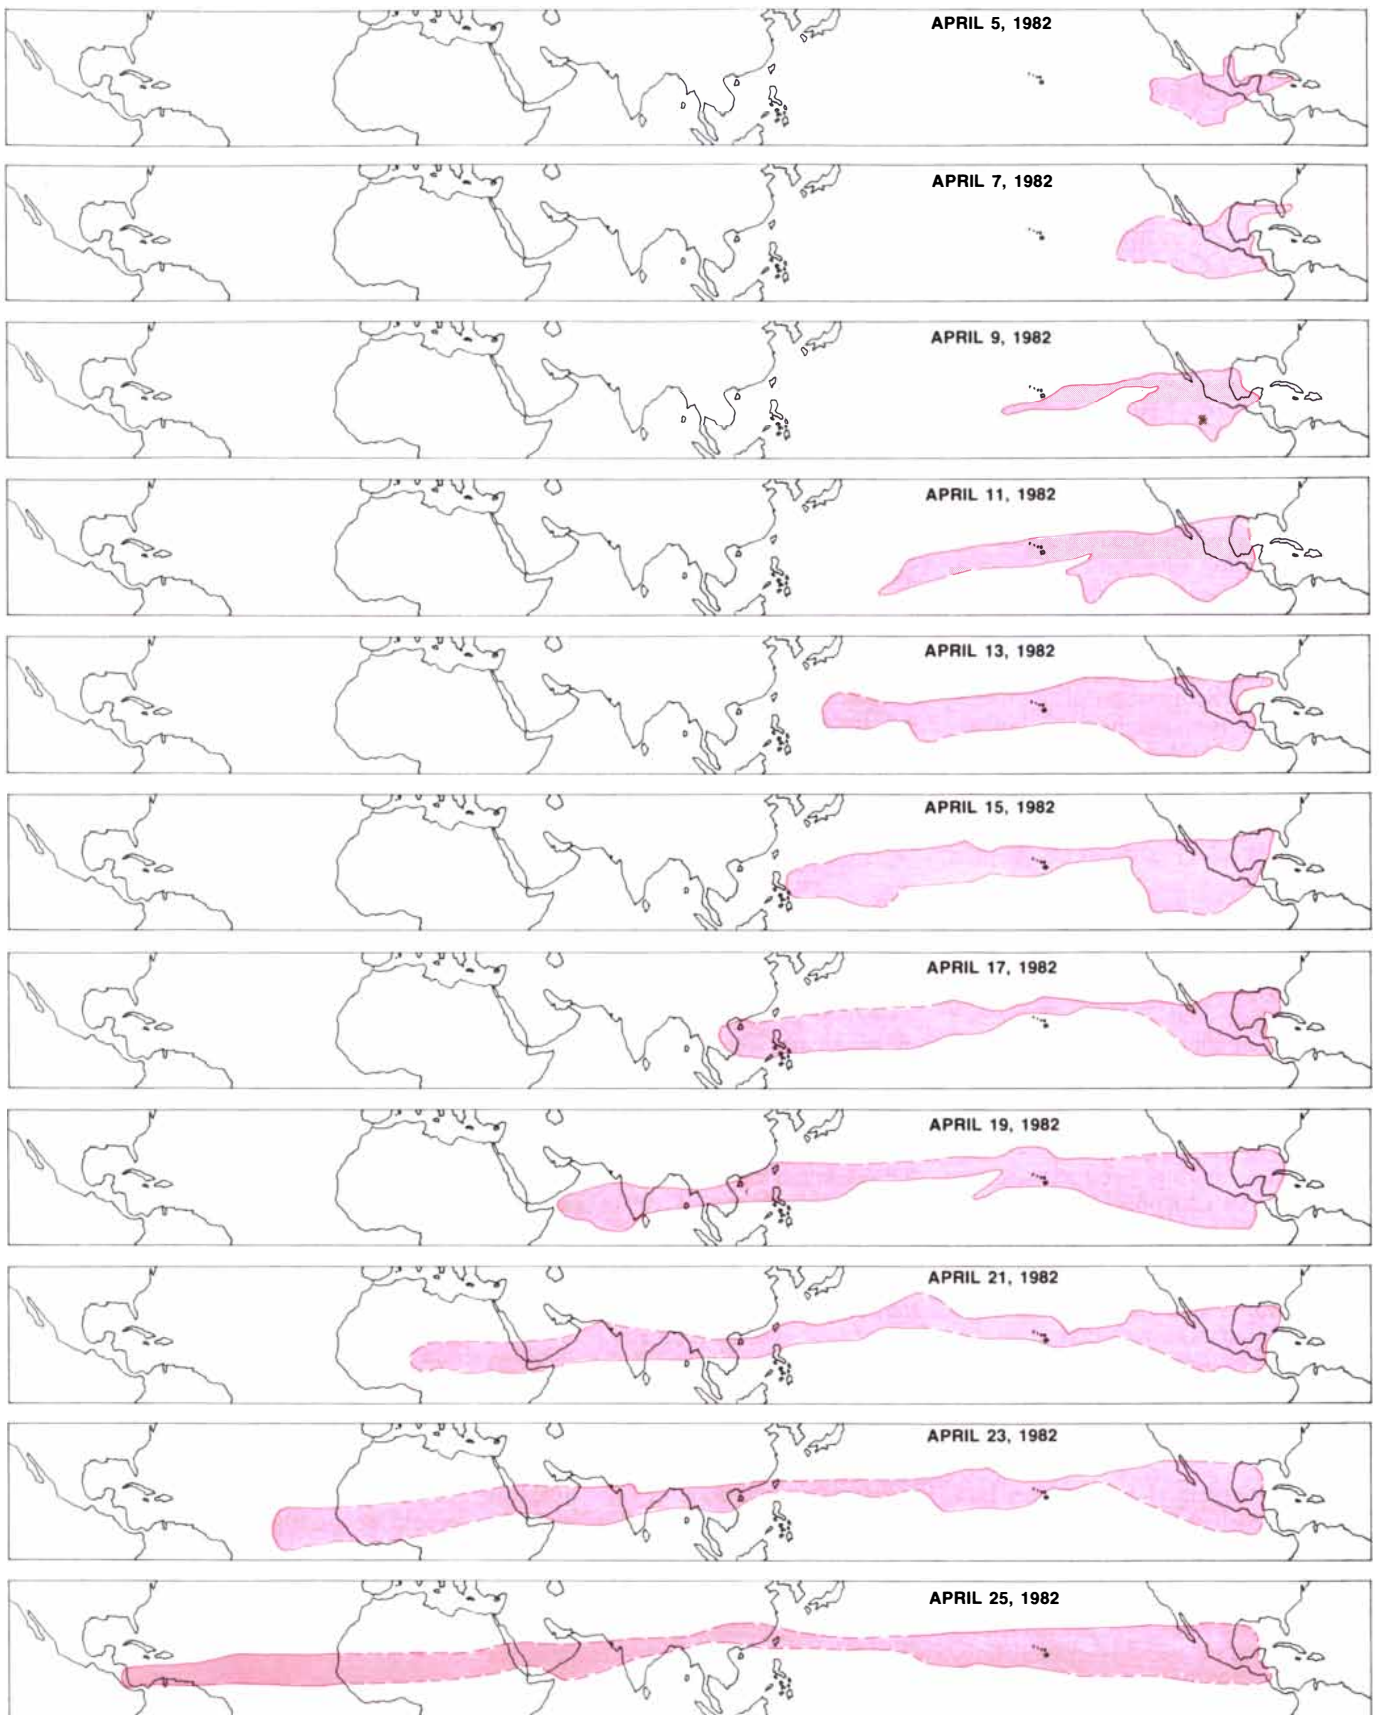 APRIL 5, 1982
APRIL 7, 1982
APRIL 9, 1982
APRIL 11, 1982
APRIL 13, 1982
APRIL 15, 1982
APRIL 17, 1982
APRIL 19, 1982
APRIL 21, 1982
APRIL 23, 1982
APRIL 25, 1982